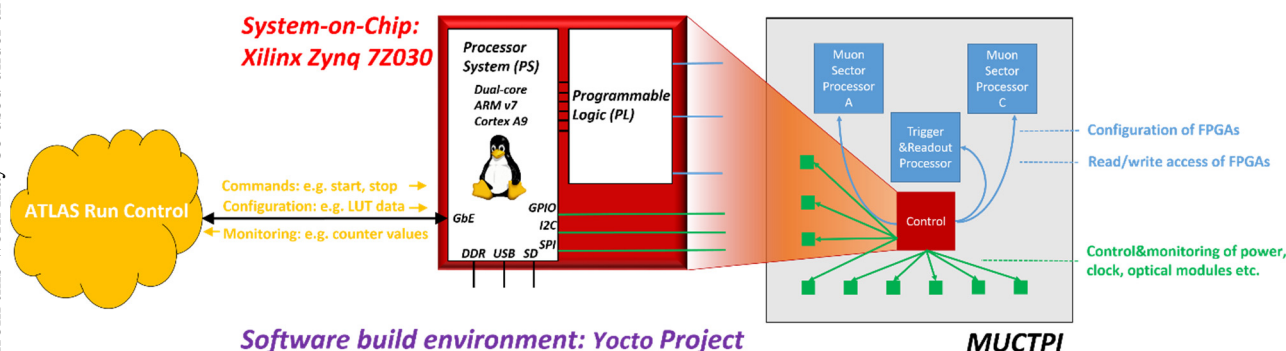 System-on-Chip:
Xilinx Zynq 7Z030
Processor
System (PS)
Dual-core
ARM v7
Cortex A9
Programmable
Logic (PL)
GPIO
I2C
SPI
GbE
DDR USB SD
ATLAS Run Control
Commands: e.g. start, stop
Configuration: e.g. LUT data
Monitoring: e.g. counter values
Muon
Sector
Processor
A
Muon
Sector
Processor
C
Trigger
&Readout
Processor
Control
Configuration of FPGAs
Read/write access of FPGAs
Control&monitoring of power,
clock, optical modules etc.
Software build environment: Yocto Project
MUCTPI